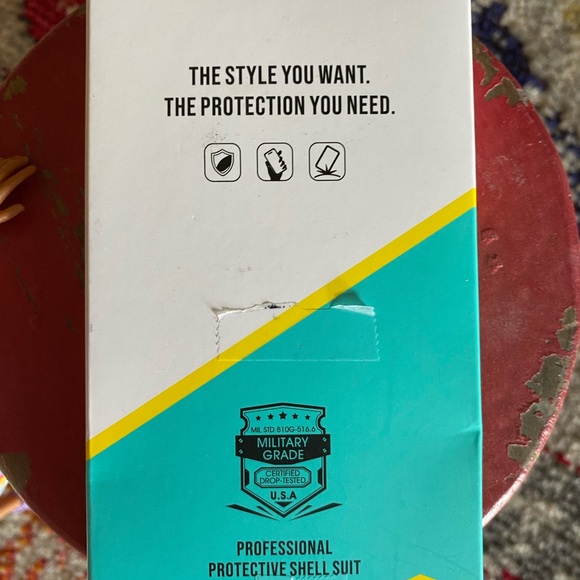 THE STYLE YOU WANT.
THE PROTECTION YOU NEED.
MIL STD 810G-516.6
MILITARY
GRADE
CERTIFIED
DROP-TESTED
U.S.A
PROFESSIONAL
PROTECTIVE SHELL SUIT